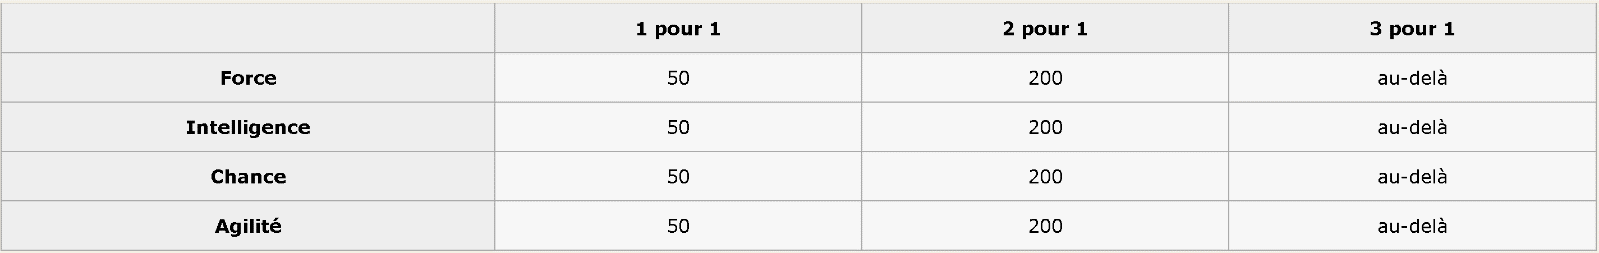 1 pour 1 2 pour 1 3 pour 1
Force 50 200 au-delà
Intelligence 50 200 au-delà
Chance 50 200 au-delà
Agilité 50 200 au-delà